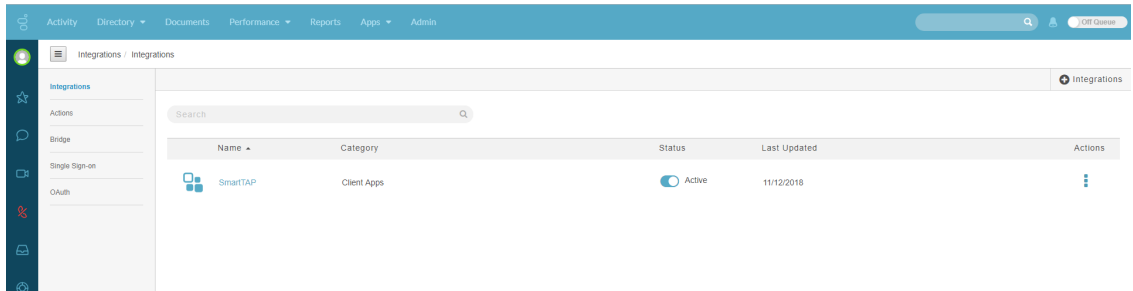 Activity Directory Documents Performance Reports Apps Admin Off Queue
Integrations / Integrations
Integrations
Actions
Bridge
Single Sign-on
OAuth
Integrations
Search
Name Category Status Last Updated Actions
SmartTAP Client Apps Active 11/12/2018